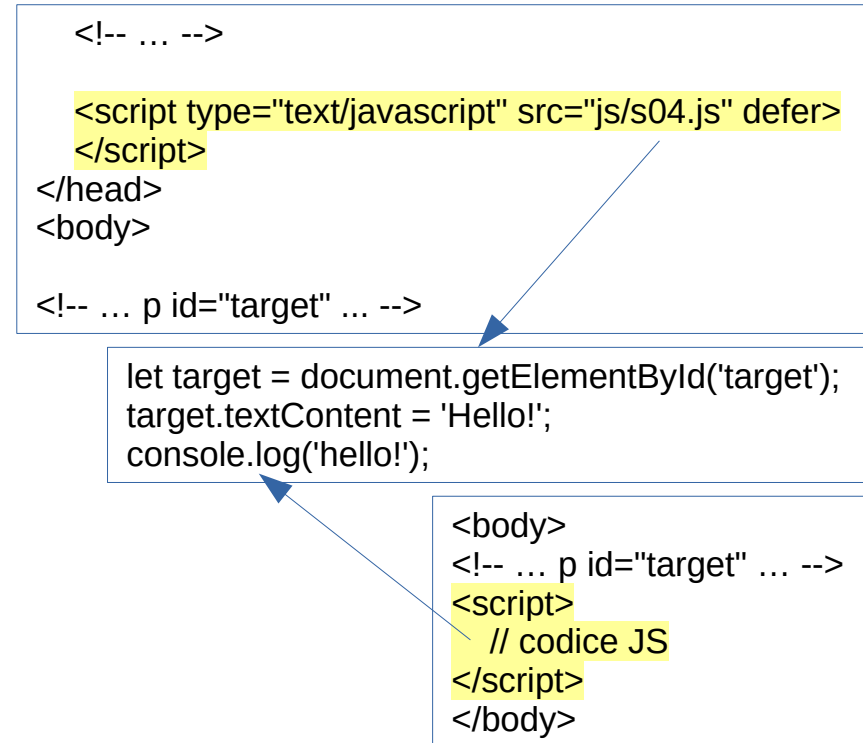 <!-- … -->
<script type="text/javascript" src="js/s04.js" defer>
</script>
</head>
<body>
<!-- … p id="target" ... -->
let target = document.getElementById('target');
target.textContent = 'Hello!';
console.log('hello!');
<body>
<!-- … p id="target" … -->
<script>
// codice JS
</script>
</body>